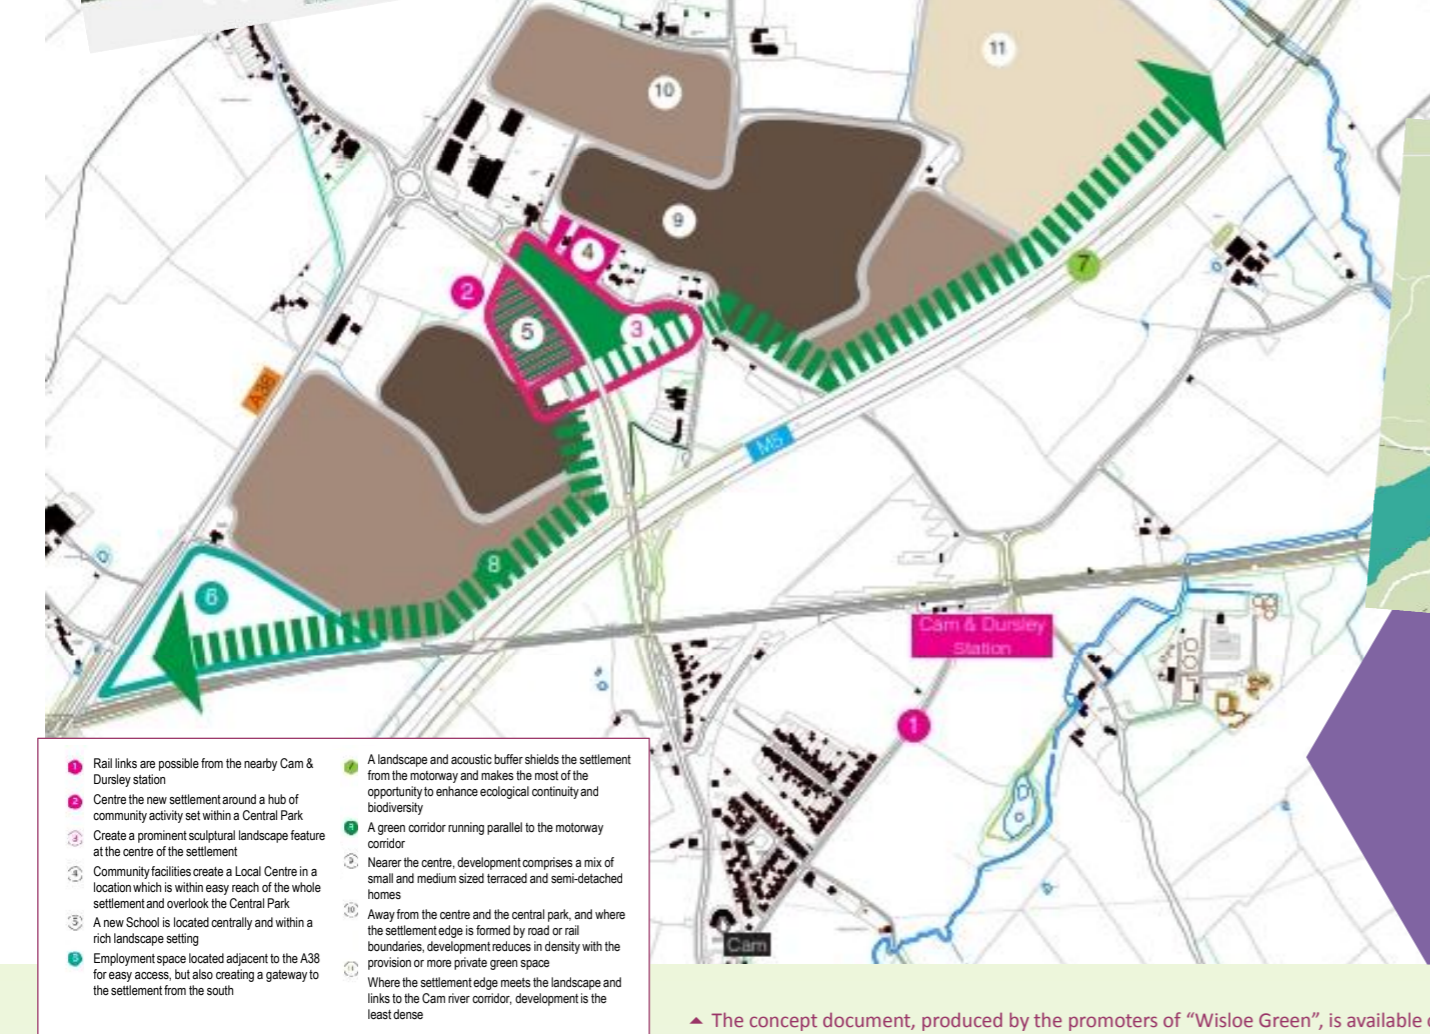 11
10
9
4
2
5
3
7
A38
M5
8
6
Cam & Dursley
Station
1
Cam
1 Rail links are possible from the nearby Cam &
Dursley station
2 Centre the new settlement around a hub of
community activity set within a Central Park
3 Create a prominent sculptural landscape feature
at the centre of the settlement
4 Community facilities create a Local Centre in a
location which is within easy reach of the whole
settlement and overlook the Central Park
5 A new School is located centrally and within a
rich landscape setting
Employment space located adjacent to the A38
for easy access, but also creating a gateway to
the settlement from the south
7 A landscape and acoustic buffer shields the settlement
from the motorway and makes the most of the
opportunity to enhance ecological continuity and
biodiversity
8 A green corridor running parallel to the motorway
corridor
9 Nearer the centre, development comprises a mix of
small and medium sized terraced and semi-detached
homes
10 Away from the centre and the central park, and where
the settlement edge is formed by road or rail
boundaries, development reduces in density with the
provision or more private green space
11 Where the settlement edge meets the landscape and
links to the Cam river corridor, development is the
least dense
The concept document, produced by the promoters of “Wisloe Green”, is available